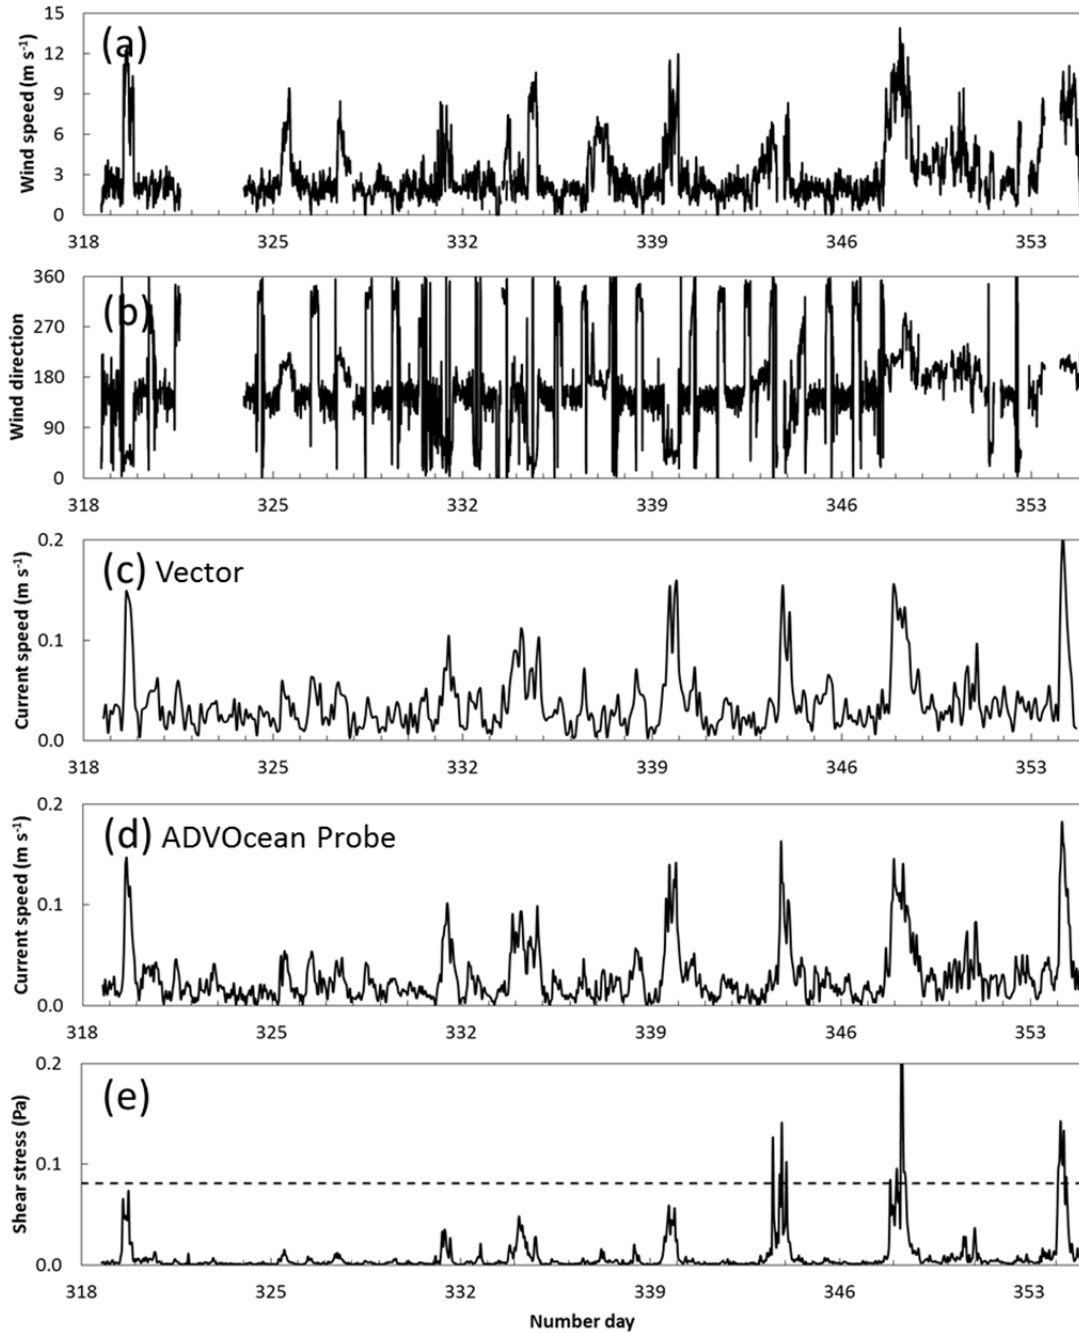 (a)
Wind speed (m s⁻¹)
15
12
9
6
3
0
318 325 332 339 346 353
(b)
Wind direction
360
270
180
90
0
318 325 332 339 346 353
(c) Vector
Current speed (m s⁻¹)
0.2
0.1
0.0
318 325 332 339 346 353
(d) ADVOcean Probe
Current speed (m s⁻¹)
0.2
0.1
0.0
318 325 332 339 346 353
(e)
Shear stress (Pa)
0.2
0.1
0.0
318 325 332 339 346 353
Number day